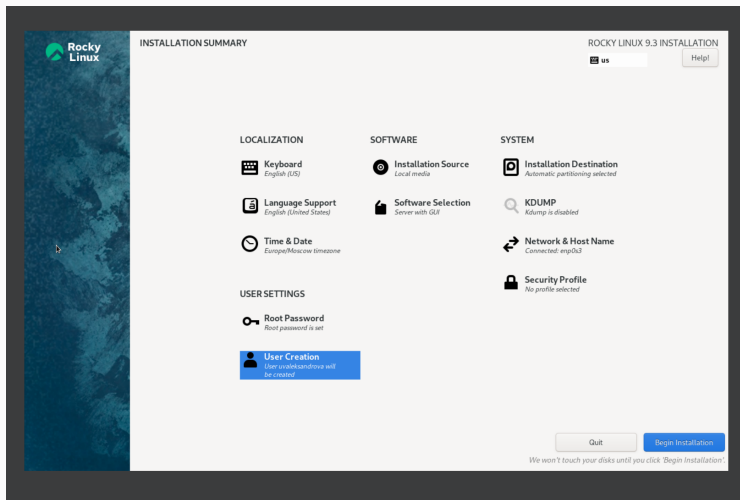 Rocky
Linux
INSTALLATION SUMMARY
ROCKY LINUX 9.3 INSTALLATION
us
Help!
LOCALIZATION
Keyboard
English (US)
Language Support
English (United States)
Time & Date
Europe/Moscow timezone
SOFTWARE
Installation Source
Local media
Software Selection
Server with GUI
SYSTEM
Installation Destination
Automatic partitioning selected
KDUMP
Kdump is disabled
Network & Host Name
Connected: enp0s3
Security Profile
No profile selected
USER SETTINGS
Root Password
Root password is set
User Creation
User uvaleksandrova will
be created
Quit
Begin Installation
We won't touch your disks until you click 'Begin Installation'.